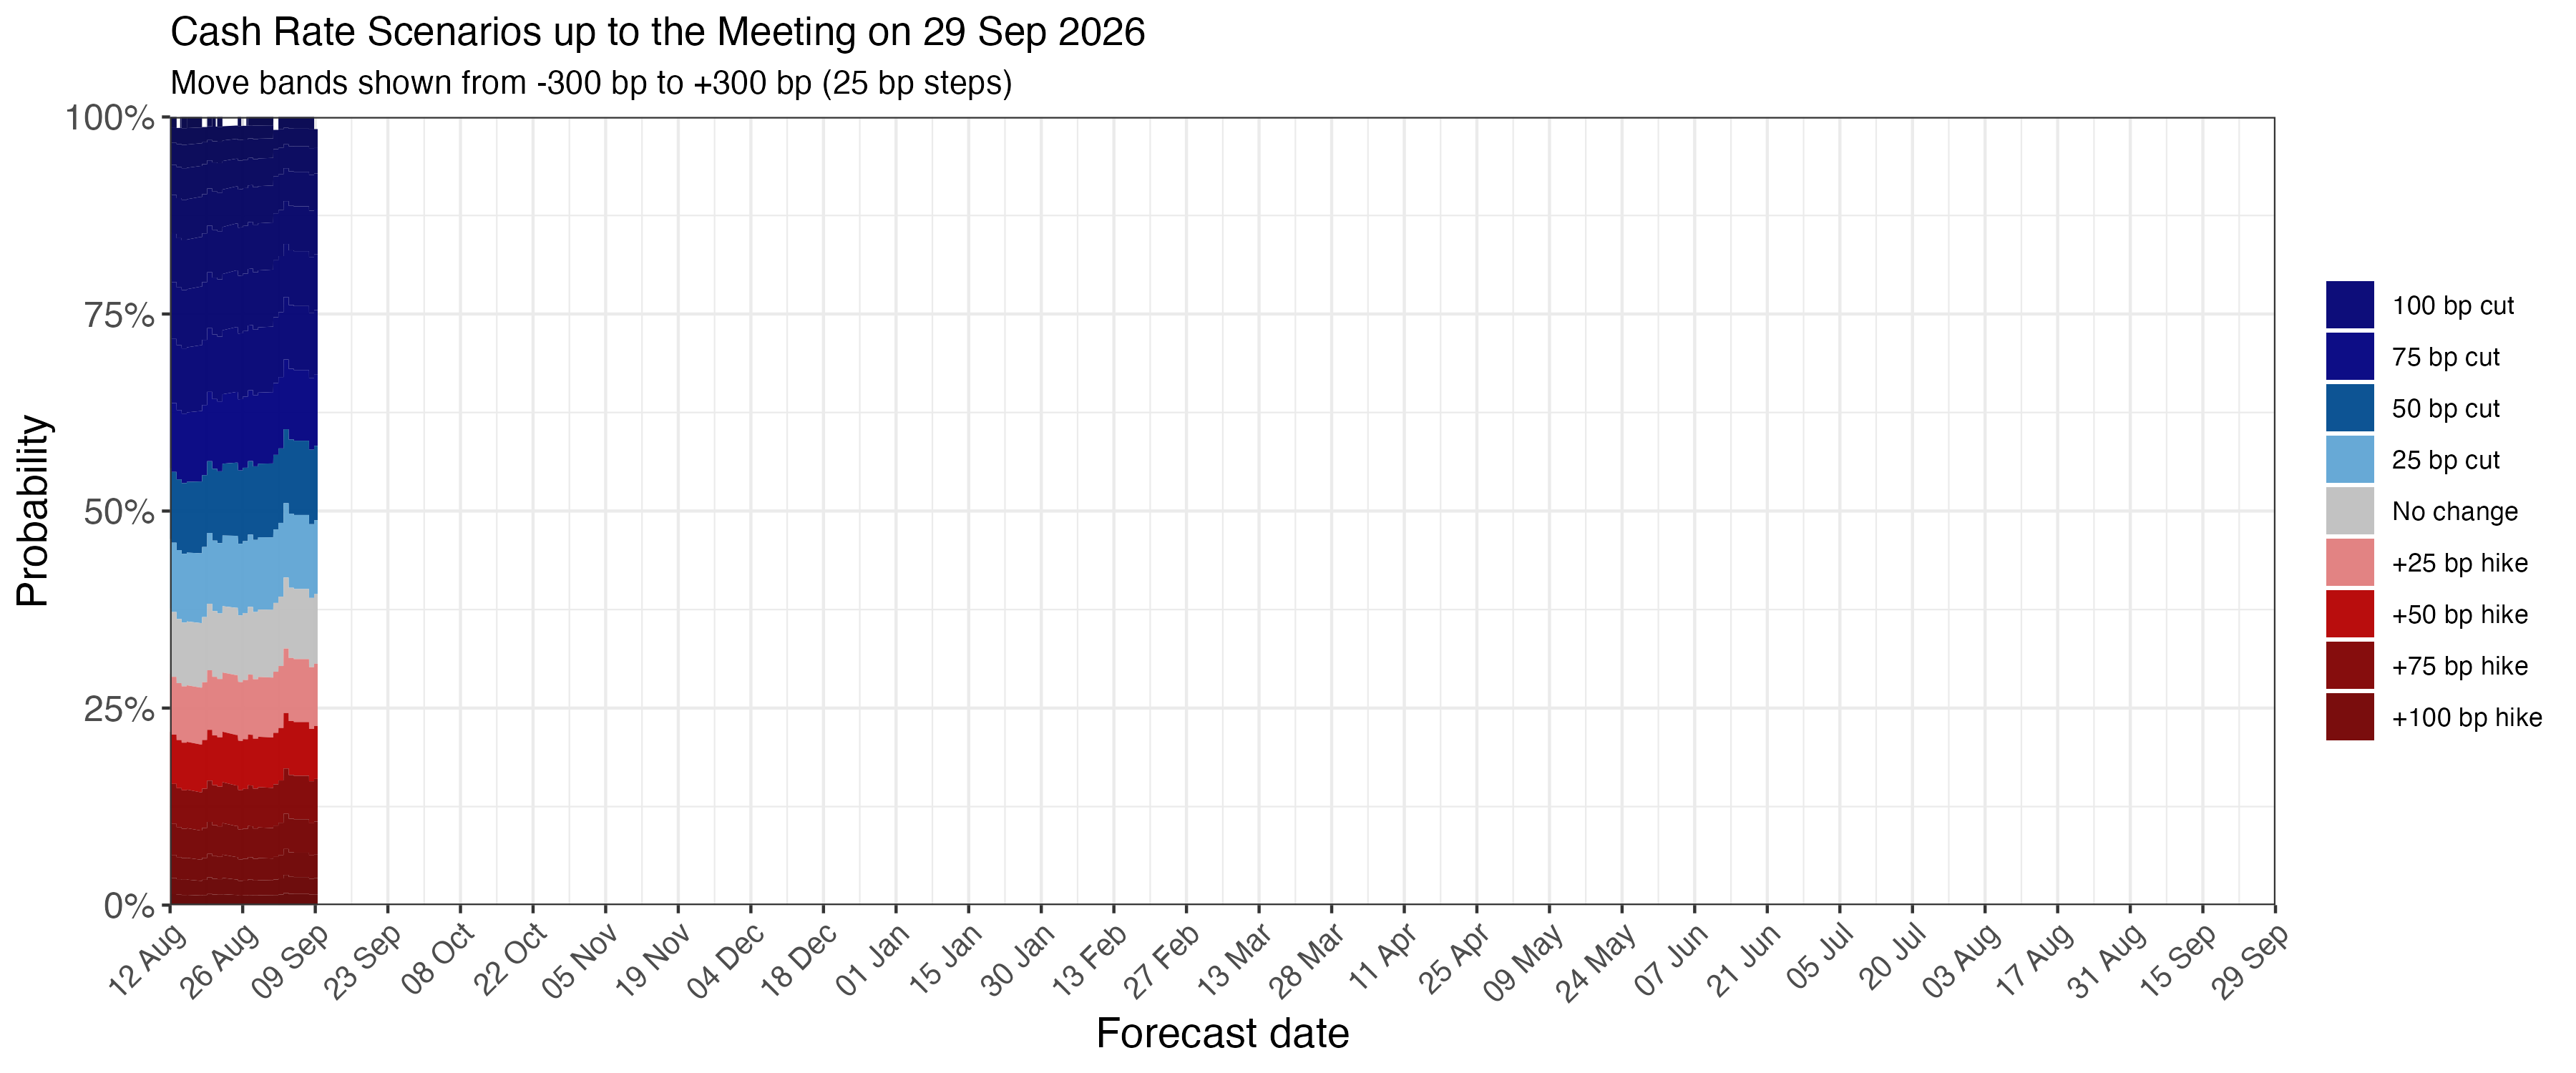 Cash Rate Scenarios up to the Meeting on 29 Sep 2026
Move bands shown from -300 bp to +300 bp (25 bp steps)
Probability
100%
75%
50%
25%
0%
12 Aug
26 Aug
09 Sep
23 Sep
08 Oct
22 Oct
05 Nov
19 Nov
04 Dec
18 Dec
01 Jan
15 Jan
30 Jan
13 Feb
27 Feb
13 Mar
28 Mar
11 Apr
25 Apr
09 May
24 May
07 Jun
21 Jun
05 Jul
20 Jul
03 Aug
17 Aug
31 Aug
15 Sep
29 Sep
Forecast date
100 bp cut
75 bp cut
50 bp cut
25 bp cut
No change
+25 bp hike
+50 bp hike
+75 bp hike
+100 bp hike